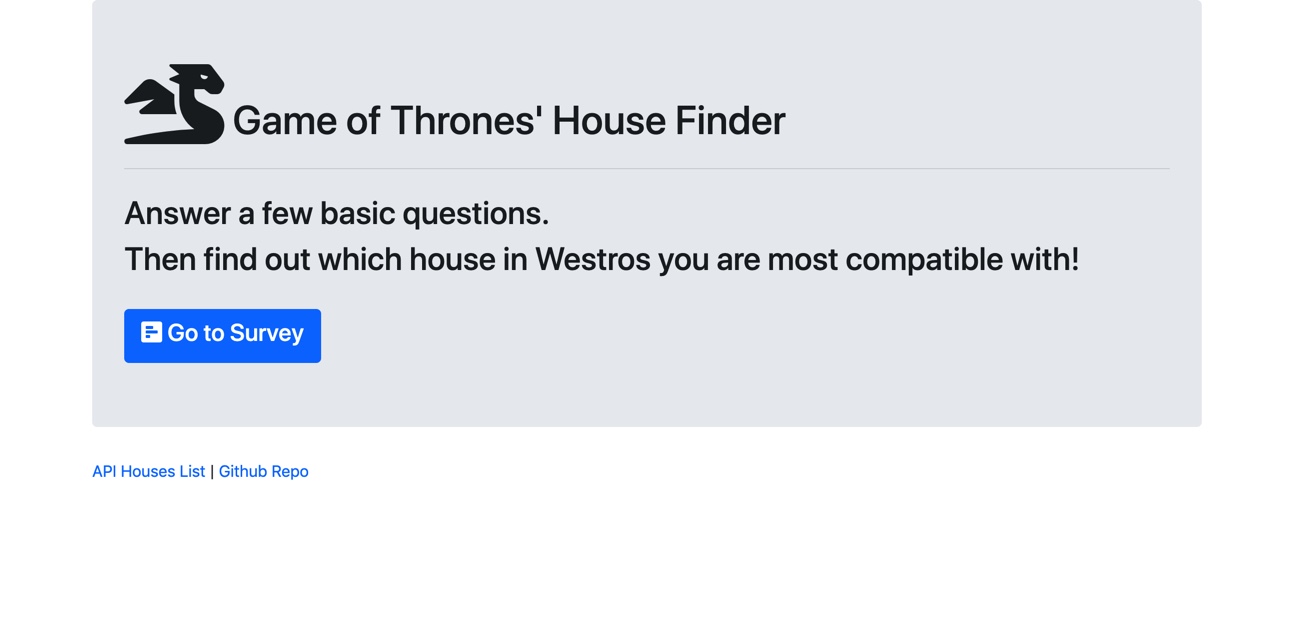 Game of Thrones' House Finder
Answer a few basic questions.
Then find out which house in Westros you are most compatible with!
Go to Survey
API Houses List | Github Repo